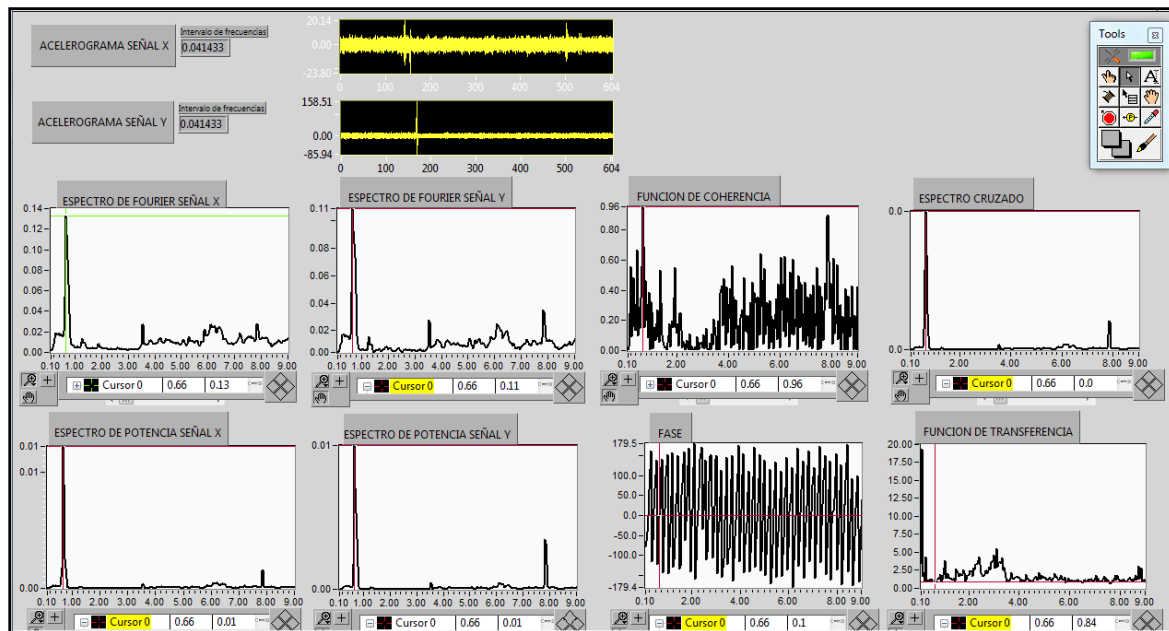 ACELEROGRAMA SEÑAL X
Intervalo de frecuencias
0.041433
20.14
0.00
-23.80
0 100 200 300 400 500 604
Tools
ACELEROGRAMA SEÑAL Y
Intervalo de frecuencias
0.041433
158.51
0.00
-85.94
0 100 200 300 400 500 604
ESPECTRO DE FOURIER SEÑAL X
0.14
0.12
0.10
0.08
0.06
0.04
0.02
0.00
0.10 1.00 2.00 3.00 4.00 5.00 6.00 7.00 8.00 9.00
Cursor 0 0.66 0.13
ESPECTRO DE FOURIER SEÑAL Y
0.11
0.08
0.06
0.04
0.02
0.00
0.10 1.00 2.00 3.00 4.00 5.00 6.00 7.00 8.00 9.00
Cursor 0 0.66 0.11
FUNCION DE COHERENCIA
0.96
0.80
0.60
0.40
0.20
0.00
0.10 1.00 2.00 3.00 4.00 5.00 6.00 7.00 8.00 9.00
Cursor 0 0.66 0.96
ESPECTRO CRUZADO
0.0
0.0
0.10 1.00 2.00 3.00 4.00 5.00 6.00 7.00 8.00 9.00
Cursor 0 0.66 0.0
ESPECTRO DE POTENCIA SEÑAL X
0.01
0.01
0.00
0.10 1.00 2.00 3.00 4.00 5.00 6.00 7.00 8.00 9.00
Cursor 0 0.66 0.01
ESPECTRO DE POTENCIA SEÑAL Y
0.01
0.00
0.10 1.00 2.00 3.00 4.00 5.00 6.00 7.00 8.00 9.00
Cursor 0 0.66 0.01
FASE
179.5
100.0
50.0
0.0
-50.0
-100.0
-179.4
0.10 2.00 4.00 6.00 9.00
Cursor 0 0.66 0.1
FUNCION DE TRANSFERENCIA
20.00
17.50
15.00
12.50
10.00
7.50
5.00
2.50
0.00
0.10 2.00 4.00 6.00 9.00
Cursor 0 0.66 0.84